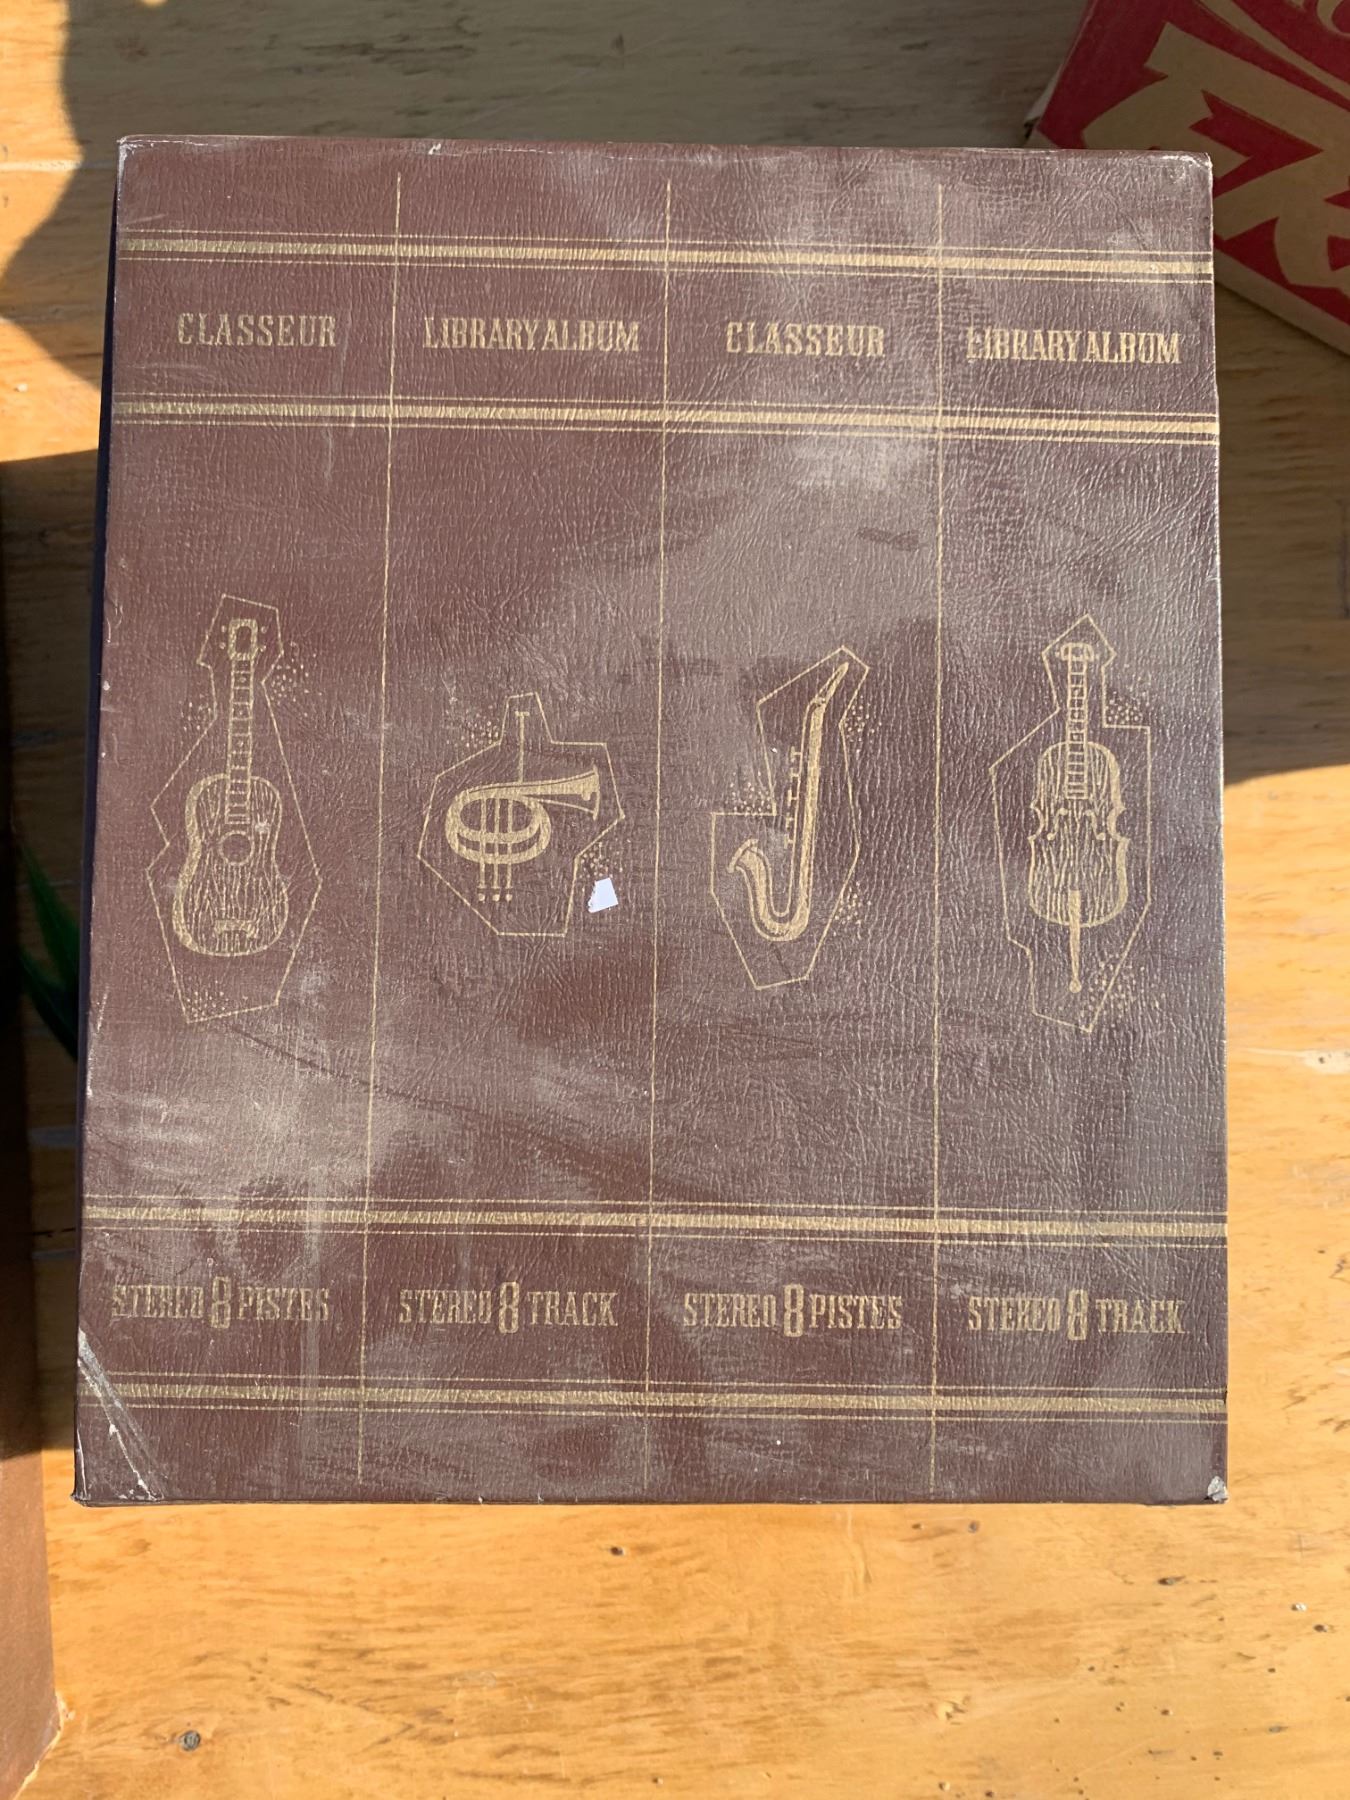 CLASSEUR LIBRARY ALBUM CLASSEUR LIBRARY ALBUM
STEREO 8 PISTES STEREO 8 TRACK STEREO 8 PISTES STEREO 8 TRACK